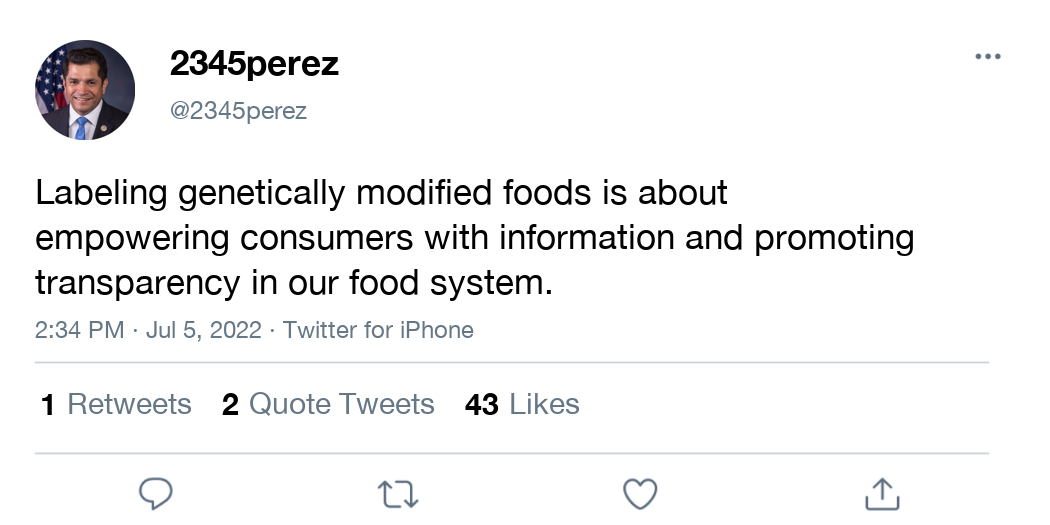 2345perez
@2345perez
Labeling genetically modified foods is about
empowering consumers with information and promoting
transparency in our food system.
2:34 PM · Jul 5, 2022 · Twitter for iPhone
1 Retweets 2 Quote Tweets 43 Likes